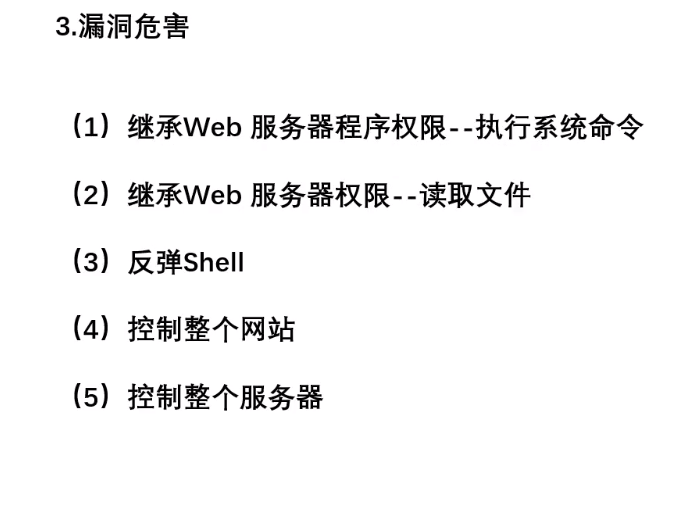 3.漏洞危害
（1）继承Web 服务器程序权限--执行系统命令
（2）继承Web 服务器权限--读取文件
（3）反弹Shell
（4）控制整个网站
（5）控制整个服务器